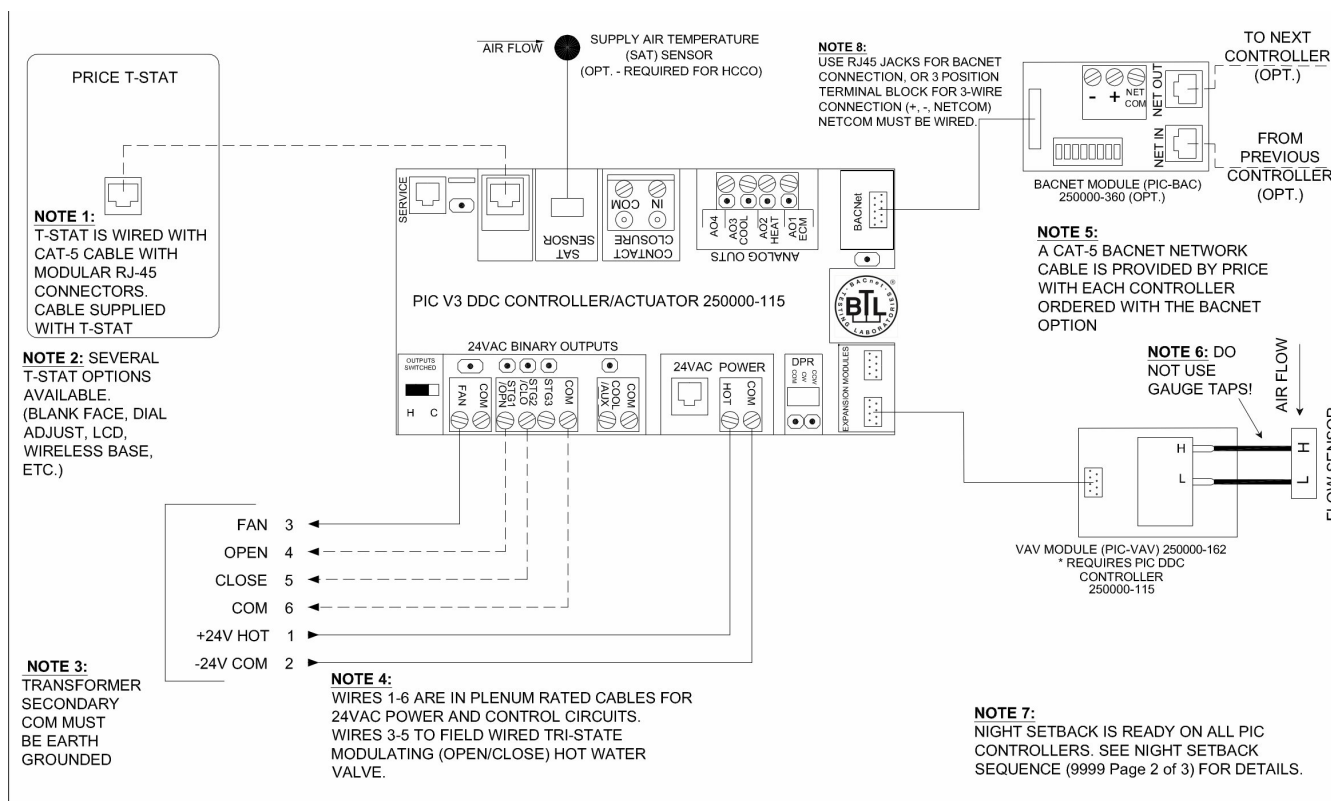 PRICE T-STAT
NOTE 1:
T-STAT IS WIRED WITH
CAT-5 CABLE WITH
MODULAR RJ-45
CONNECTORS.
CABLE SUPPLIED
WITH T-STAT
NOTE 2: SEVERAL
T-STAT OPTIONS
AVAILABLE.
(BLANK FACE, DIAL
ADJUST, LCD,
WIRELESS BASE,
ETC.)
AIR FLOW
SUPPLY AIR TEMPERATURE
(SAT) SENSOR
(OPT. - REQUIRED FOR HCCO)
NOTE 8:
USE RJ45 JACKS FOR BACNET
CONNECTION, OR 3 POSITION
TERMINAL BLOCK FOR 3-WIRE
CONNECTION (+, -, NETCOM)
NETCOM MUST BE WIRED.
- + NET
COM
NET OUT
NET IN
TO NEXT
CONTROLLER
(OPT.)
FROM
PREVIOUS
CONTROLLER
(OPT.)
BACNET MODULE (PIC-BAC)
250000-360 (OPT.)
SERVICE
SAT
SENSOR
COM
IN
CONTACT
CLOSURE
AO4
AO3
COOL
AO2
HEAT
AO1
ECM
ANALOG OUTS
BACNet
PIC V3 DDC CONTROLLER/ACTUATOR 250000-115
BACnet
TESTING
LABORATORIES
BTL
®
24VAC BINARY OUTPUTS
OUTPUTS
SWITCHED
H C
FAN
COM
STG1
/OPN
STG2
/CLO
STG3
COM
COOL
/AUX
COM
24VAC POWER
HOT
COM
DPR
COM
CW
CCW
EXPANSION MODULES
NOTE 5:
A CAT-5 BACNET NETWORK
CABLE IS PROVIDED BY PRICE
WITH EACH CONTROLLER
ORDERED WITH THE BACNET
OPTION
NOTE 6: DO
NOT USE
GAUGE TAPS!
AIR FLOW
H
L
H
L
FLOW SENSOR
VAV MODULE (PIC-VAV) 250000-162
* REQUIRES PIC DDC
CONTROLLER
250000-115
FAN 3
OPEN 4
CLOSE 5
COM 6
+24V HOT 1
-24V COM 2
NOTE 3:
TRANSFORMER
SECONDARY
COM MUST
BE EARTH
GROUNDED
NOTE 4:
WIRES 1-6 ARE IN PLENUM RATED CABLES FOR
24VAC POWER AND CONTROL CIRCUITS.
WIRES 3-5 TO FIELD WIRED TRI-STATE
MODULATING (OPEN/CLOSE) HOT WATER
VALVE.
NOTE 7:
NIGHT SETBACK IS READY ON ALL PIC
CONTROLLERS. SEE NIGHT SETBACK
SEQUENCE (9999 Page 2 of 3) FOR DETAILS.